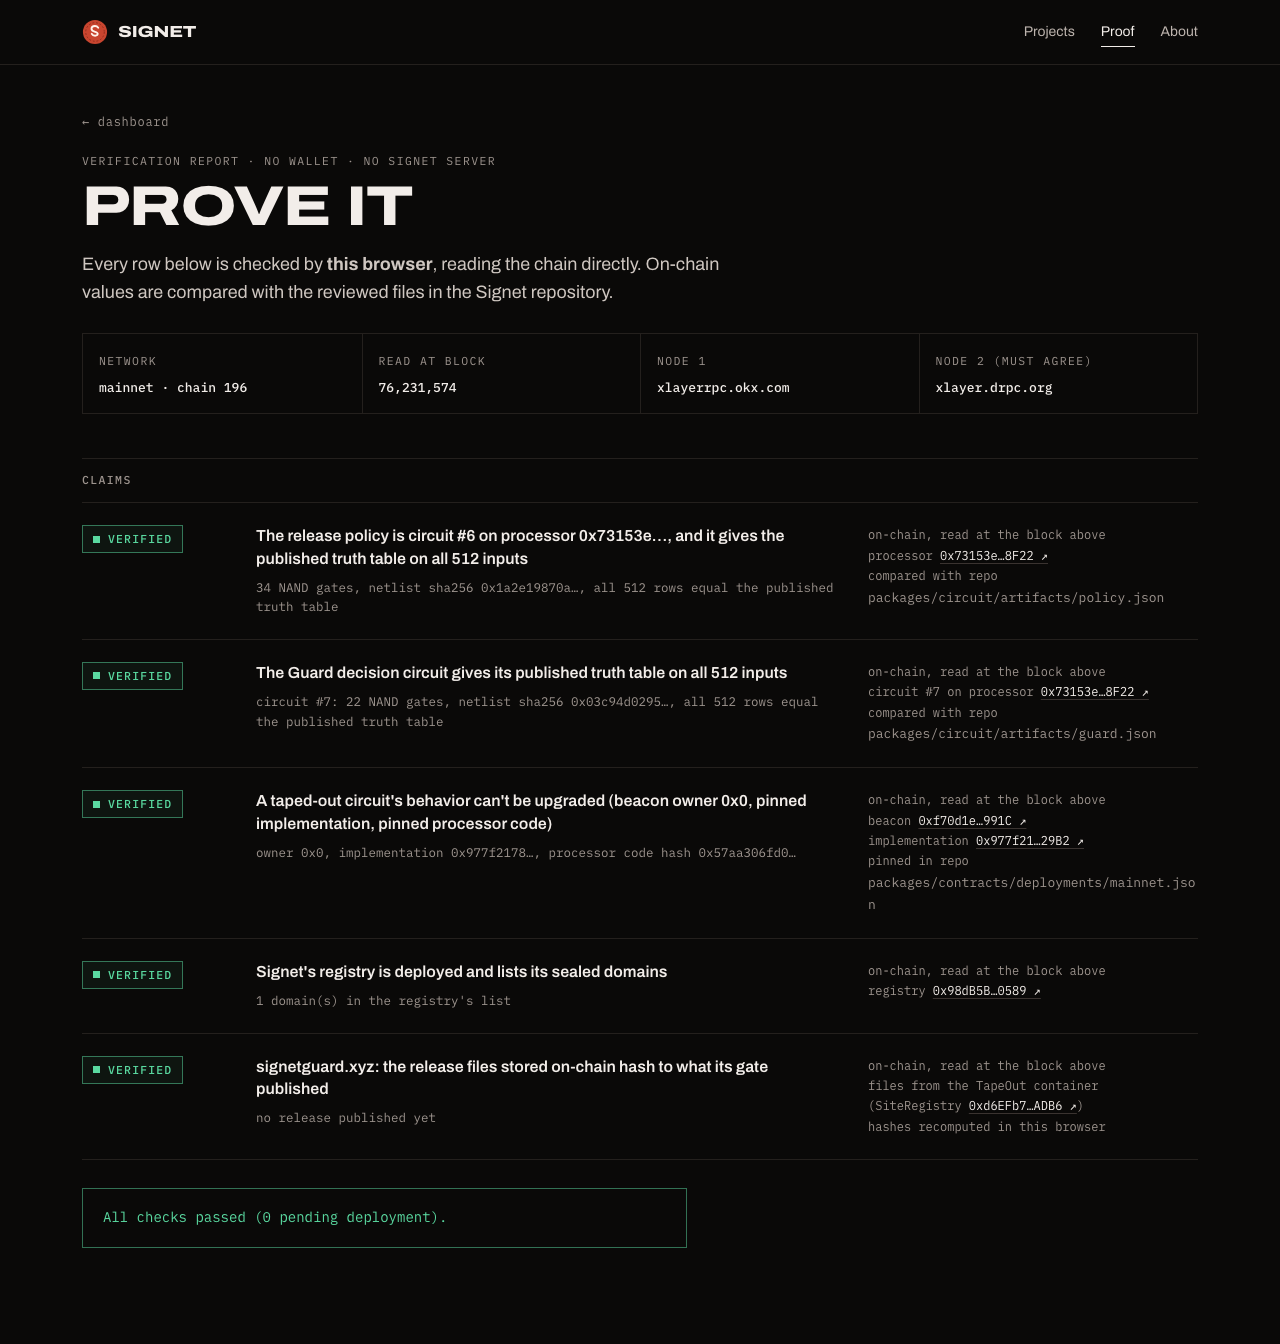 S SIGNET
Projects Proof About
← dashboard
VERIFICATION REPORT · NO WALLET · NO SIGNET SERVER
PROVE IT
Every row below is checked by this browser, reading the chain directly. On-chain
values are compared with the reviewed files in the Signet repository.
NETWORK
mainnet · chain 196
READ AT BLOCK
76,231,574
NODE 1
xlayerrpc.okx.com
NODE 2 (MUST AGREE)
xlayer.drpc.org
CLAIMS
VERIFIED
The release policy is circuit #6 on processor 0x73153e…, and it gives the
published truth table on all 512 inputs
34 NAND gates, netlist sha256 0x1a2e19870a…, all 512 rows equal the published
truth table
on-chain, read at the block above
processor 0x73153e…8F22 ↗
compared with repo
packages/circuit/artifacts/policy.json
VERIFIED
The Guard decision circuit gives its published truth table on all 512 inputs
circuit #7: 22 NAND gates, netlist sha256 0x03c94d0295…, all 512 rows equal
the published truth table
on-chain, read at the block above
circuit #7 on processor 0x73153e…8F22 ↗
compared with repo
packages/circuit/artifacts/guard.json
VERIFIED
A taped-out circuit's behavior can't be upgraded (beacon owner 0x0, pinned
implementation, pinned processor code)
owner 0x0, implementation 0x977f2178…, processor code hash 0x57aa306fd0…
on-chain, read at the block above
beacon 0xf70d1e…991C ↗
implementation 0x977f21…29B2 ↗
pinned in repo
packages/contracts/deployments/mainnet.jso
n
VERIFIED
Signet's registry is deployed and lists its sealed domains
1 domain(s) in the registry's list
on-chain, read at the block above
registry 0x98dB5B…0589 ↗
VERIFIED
signetguard.xyz: the release files stored on-chain hash to what its gate
published
no release published yet
on-chain, read at the block above
files from the TapeOut container
(SiteRegistry 0xd6EFb7…ADB6 ↗)
hashes recomputed in this browser
All checks passed (0 pending deployment).